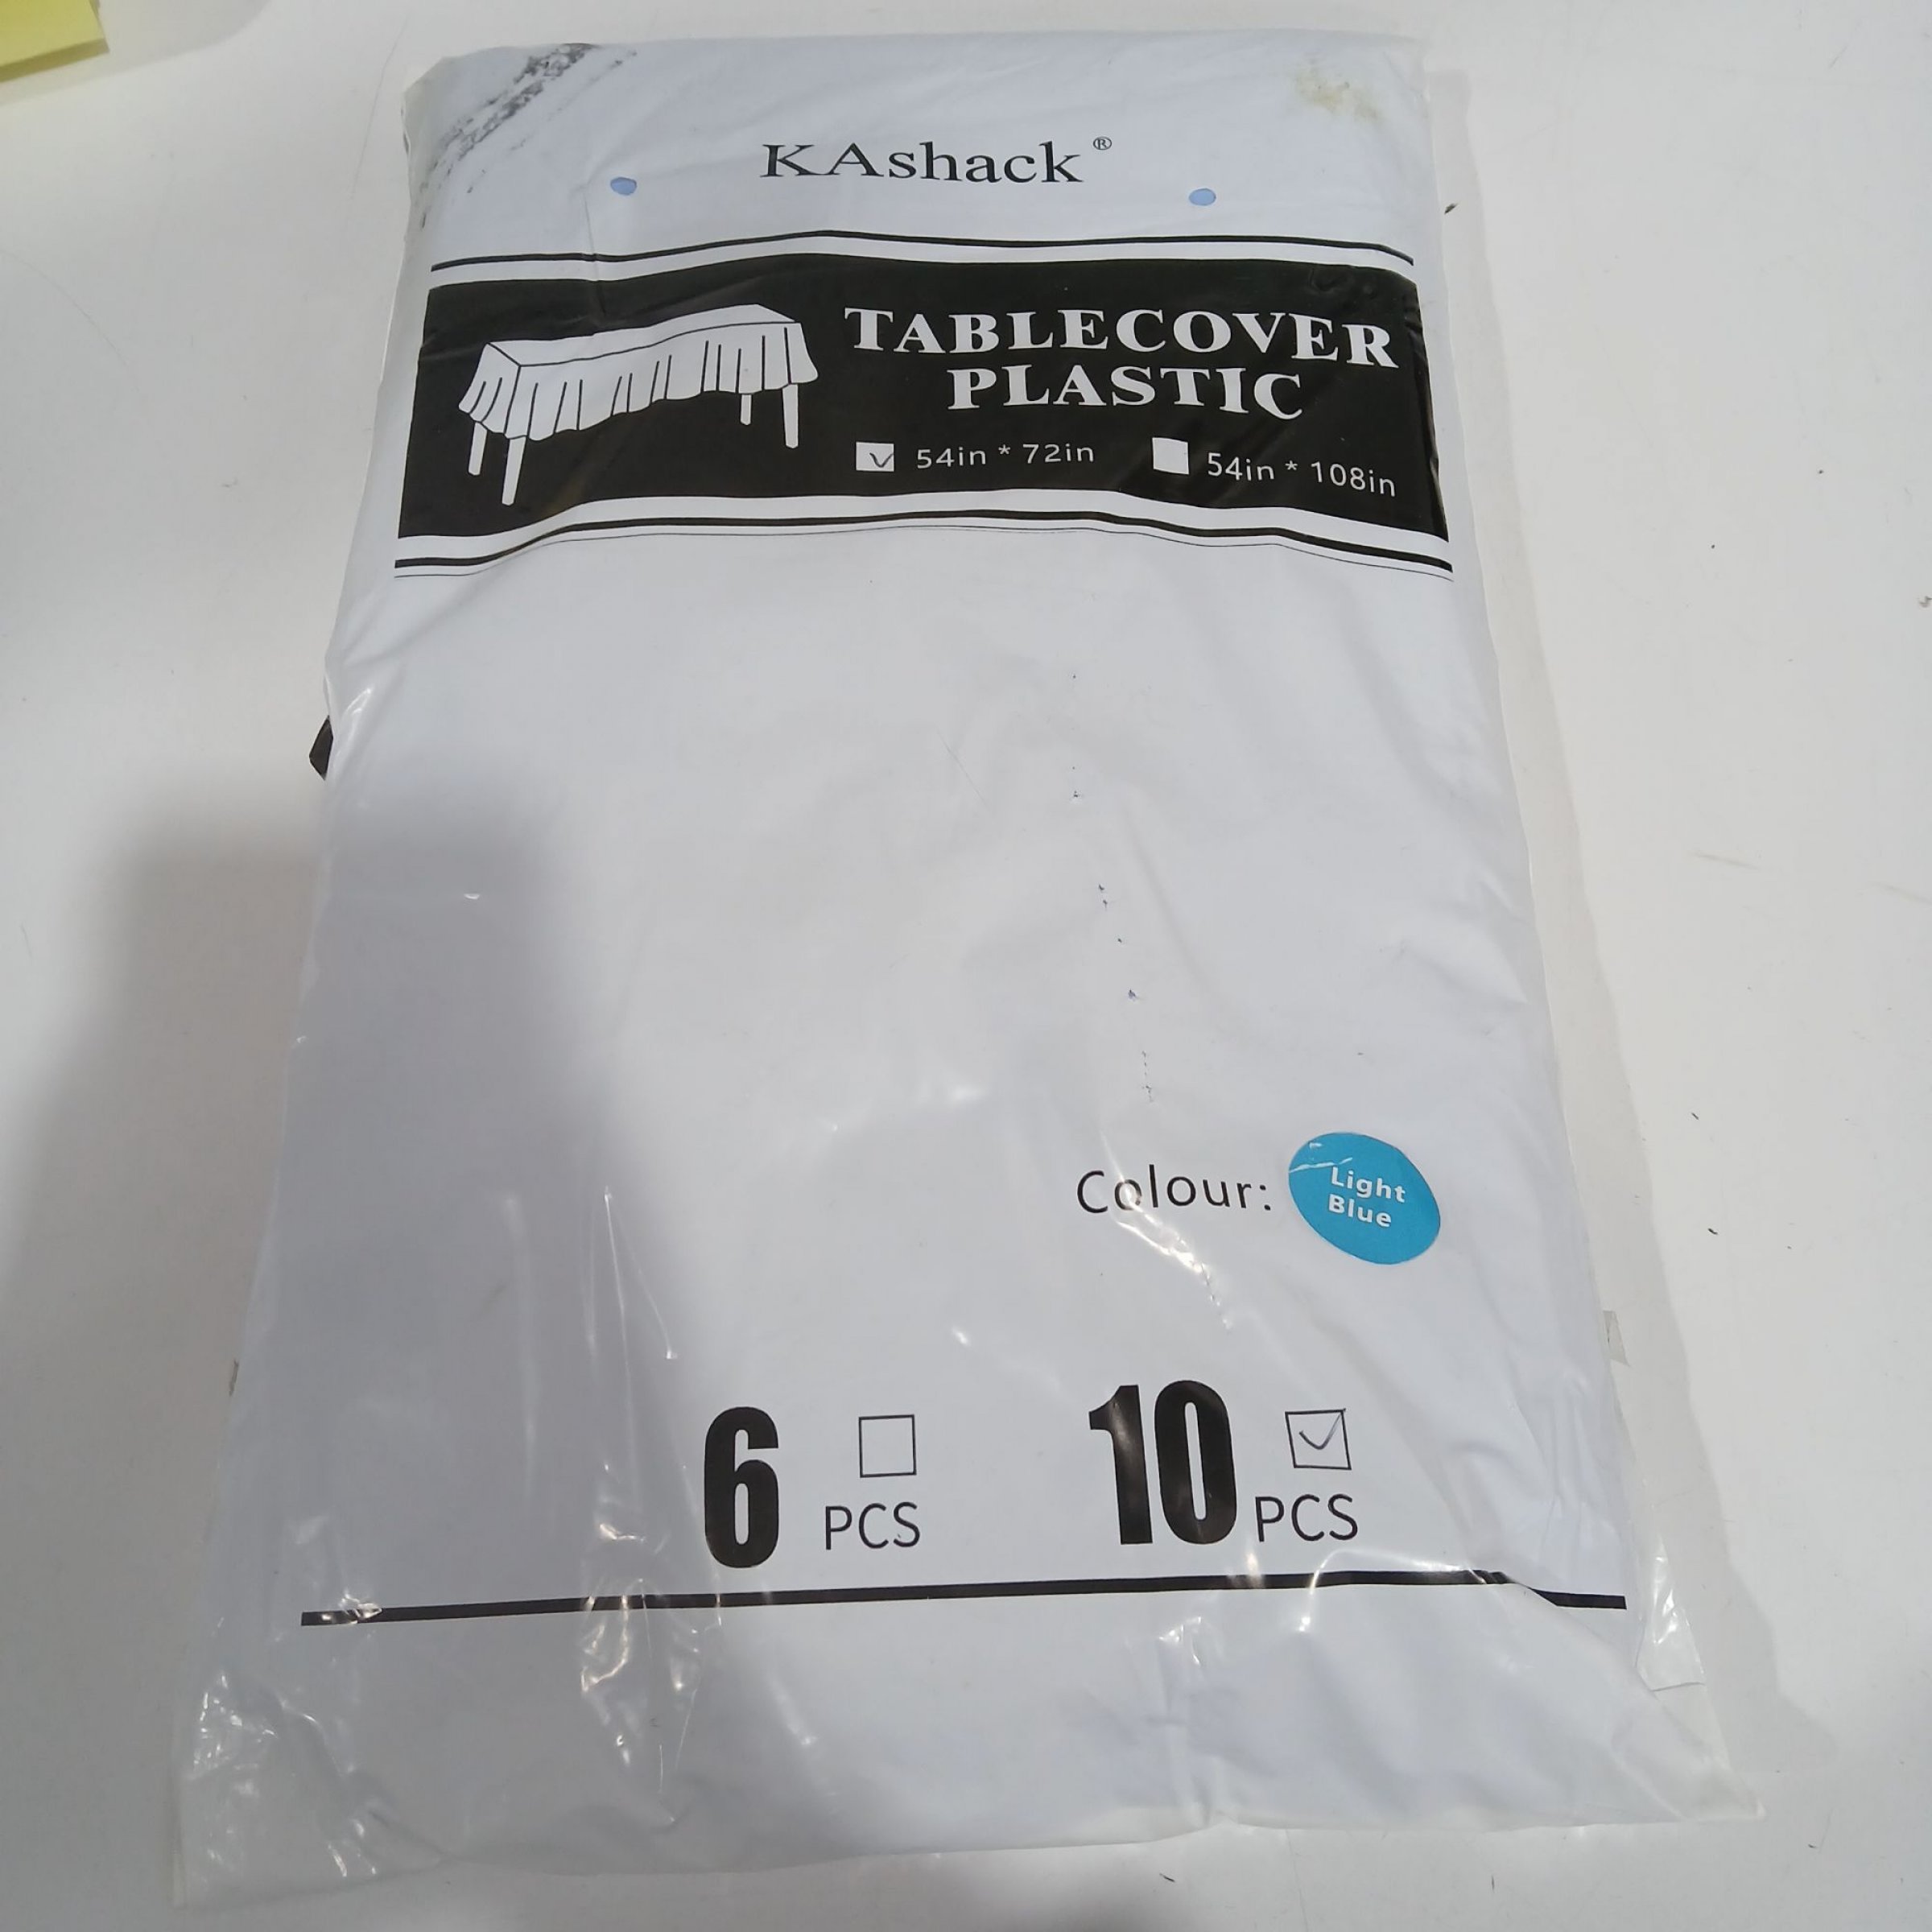 KAshack®
TABLECOVER
PLASTIC
54in * 72in 54in * 108in
Colour: Light Blue
6 PCS 10 PCS